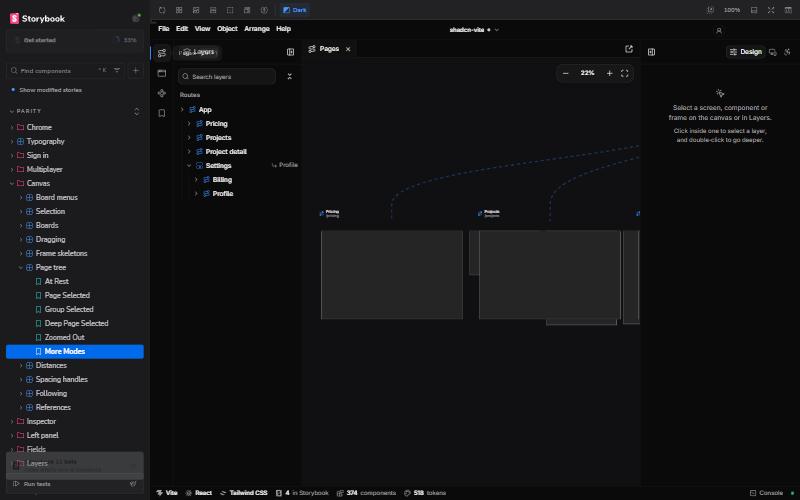 Storybook
Get started
33%
Find components
^ K
Show modified stories
PARITY
Chrome
Typography
Sign in
Multiplayer
Canvas
Board menus
Selection
Boards
Dragging
Frame skeletons
Page tree
At Rest
Page Selected
Group Selected
Deep Page Selected
Zoomed Out
More Modes
Distances
Spacing handles
Following
References
Inspector
Left panel
Fields
Layers
Run tests
Dark
100%
File Edit View Object Arrange Help
shadcn-vite
Layers
Search layers
Routes
App
Pricing
Projects
Project detail
Settings
Profile
Billing
Profile
Pages
22%
Pricing
/pricing
Projects
/projects
Design
Select a screen, component or
frame on the canvas or in Layers.
Click inside one to select a layer,
and double-click to go deeper.
Vite
React
Tailwind CSS
4 in Storybook
374 components
518 tokens
Console